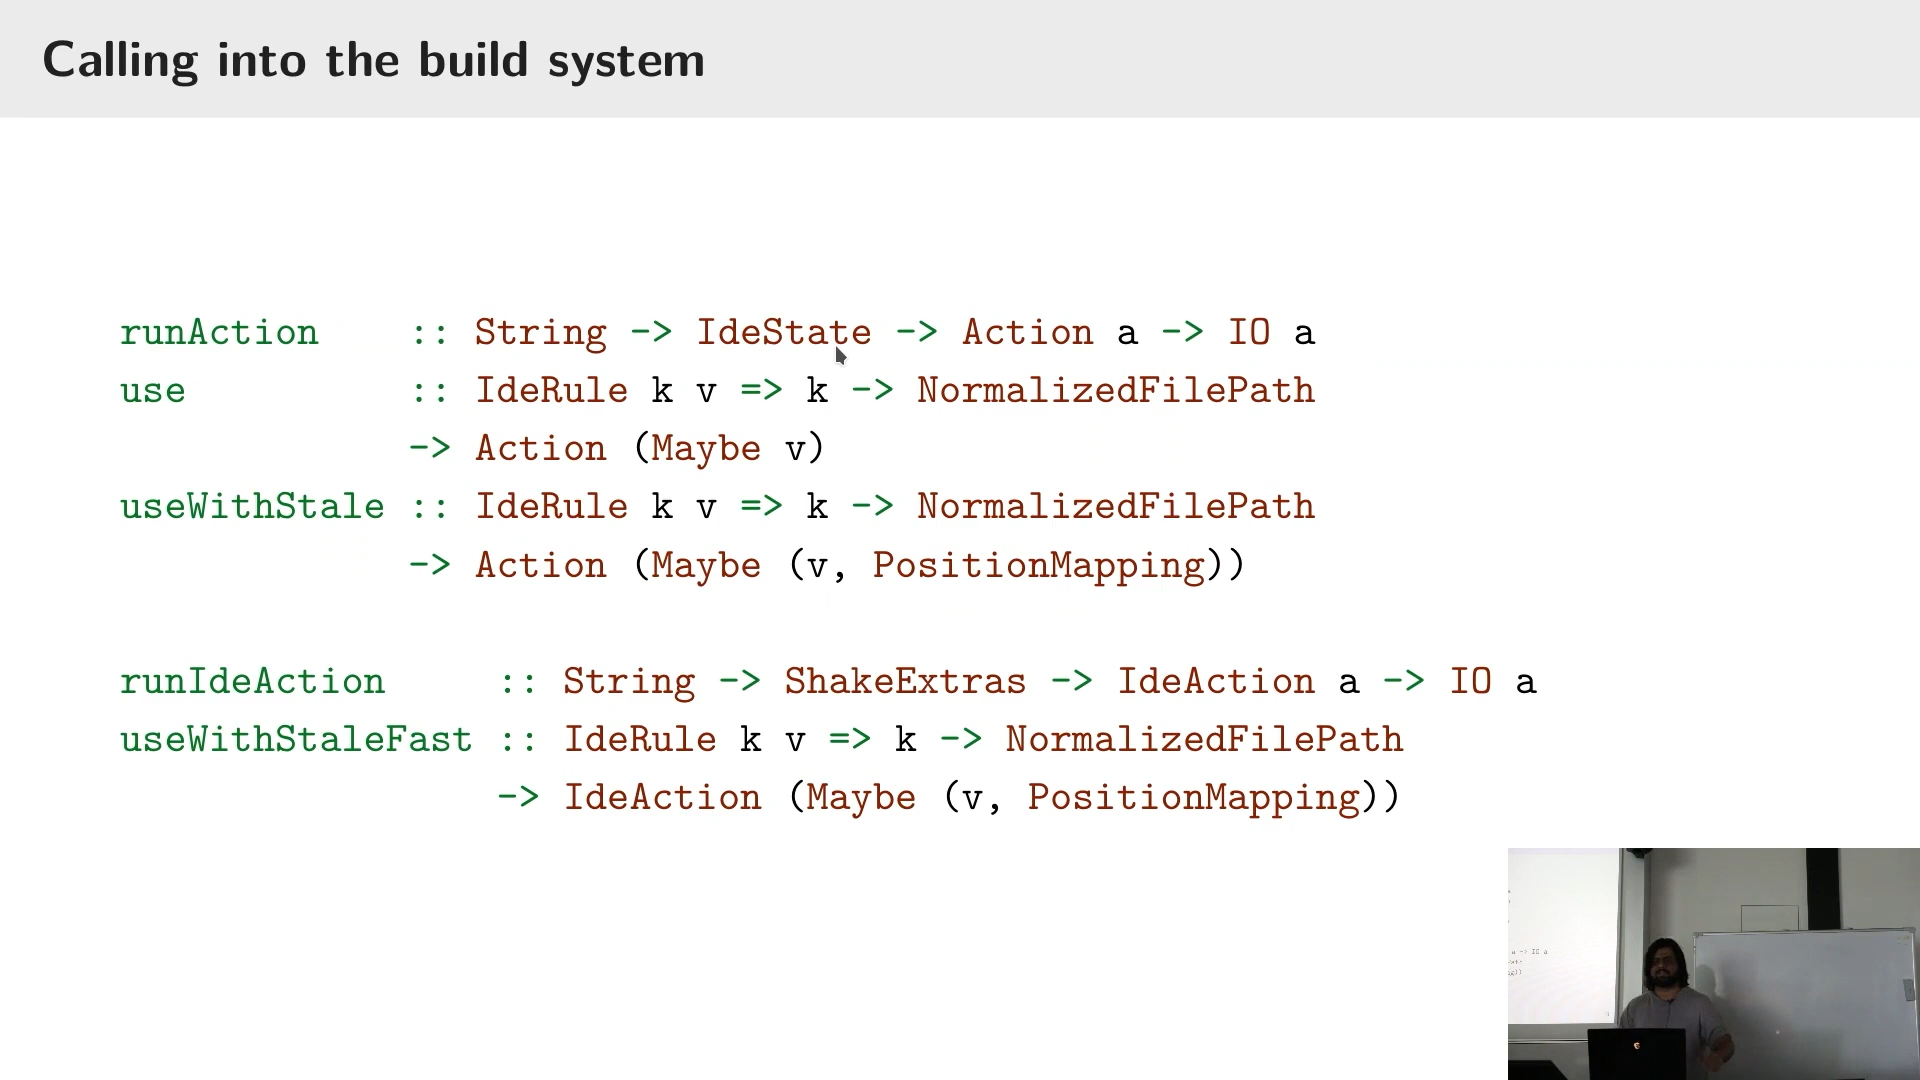 Calling into the build system
runAction :: String -> IdeState -> Action a -> IO a
use :: IdeRule k v => k -> NormalizedFilePath
-> Action (Maybe v)
useWithStale :: IdeRule k v => k -> NormalizedFilePath
-> Action (Maybe (v, PositionMapping))
runIdeAction :: String -> ShakeExtras -> IdeAction a -> IO a
useWithStaleFast :: IdeRule k v => k -> NormalizedFilePath
-> IdeAction (Maybe (v, PositionMapping))
a -> IO a